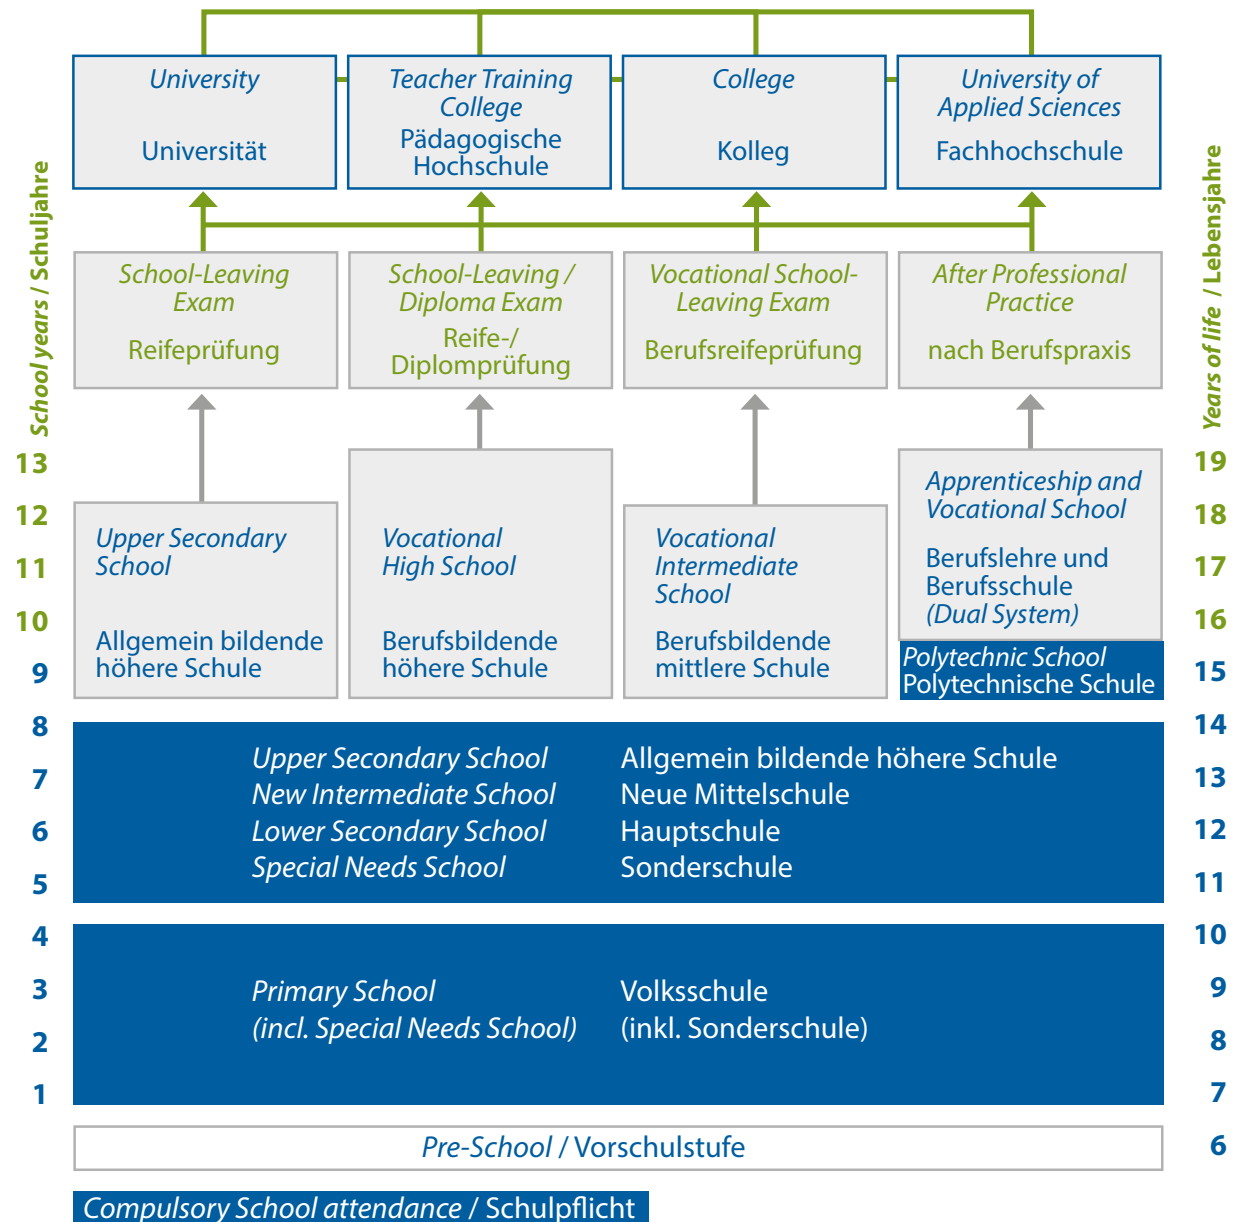 University
Universität
Teacher Training
College
Pädagogische
Hochschule
College
Kolleg
University of
Applied Sciences
Fachhochschule
School years / Schuljahre
Years of life / Lebensjahre
School-Leaving
Exam
Reifeprüfung
School-Leaving /
Diploma Exam
Reife-/
Diplomprüfung
Vocational School-
Leaving Exam
Berufsreifeprüfung
After Professional
Practice
nach Berufspraxis
13
12
11
10
9
8
7
6
5
4
3
2
1
Upper Secondary
School
Allgemein bildende
höhere Schule
Vocational
High School
Berufsbildende
höhere Schule
Vocational
Intermediate
School
Berufsbildende
mittlere Schule
Apprenticeship and
Vocational School
Berufslehre und
Berufsschule
(Dual System)
Polytechnic School
Polytechnische Schule
19
18
17
16
15
14
13
12
11
10
9
8
7
6
Upper Secondary School Allgemein bildende höhere Schule
New Intermediate School Neue Mittelschule
Lower Secondary School Hauptschule
Special Needs School Sonderschule
Primary School Volksschule
(incl. Special Needs School) (inkl. Sonderschule)
Pre-School / Vorschulstufe
Compulsory School attendance / Schulpflicht